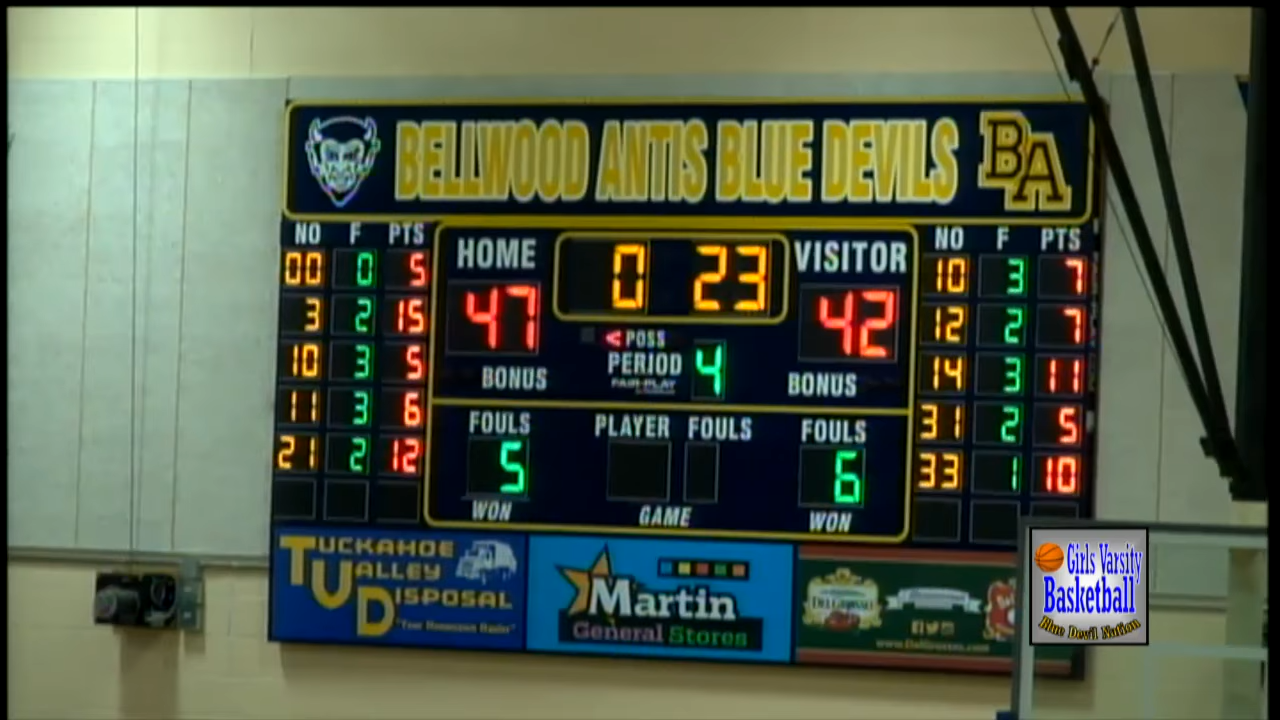 BELLWOOD ANTIS BLUE DEVILS
BA
NO F PTS
00 0 5
3 2 15
10 3 5
11 3 6
21 2 12
HOME
47
BONUS
0 23
< POSS
PERIOD 4
FAIR-PLAY
VISITOR
42
BONUS
FOULS
5
WON
PLAYER FOULS
GAME
FOULS
6
WON
NO F PTS
10 3 7
12 2 7
14 3 11
31 2 5
33 1 10
TUCKAHOE
VALLEY
DISPOSAL
"Your Hometown Hauler"
Martin
General Stores
Girls Varsity
Basketball
Blue Devil Nation